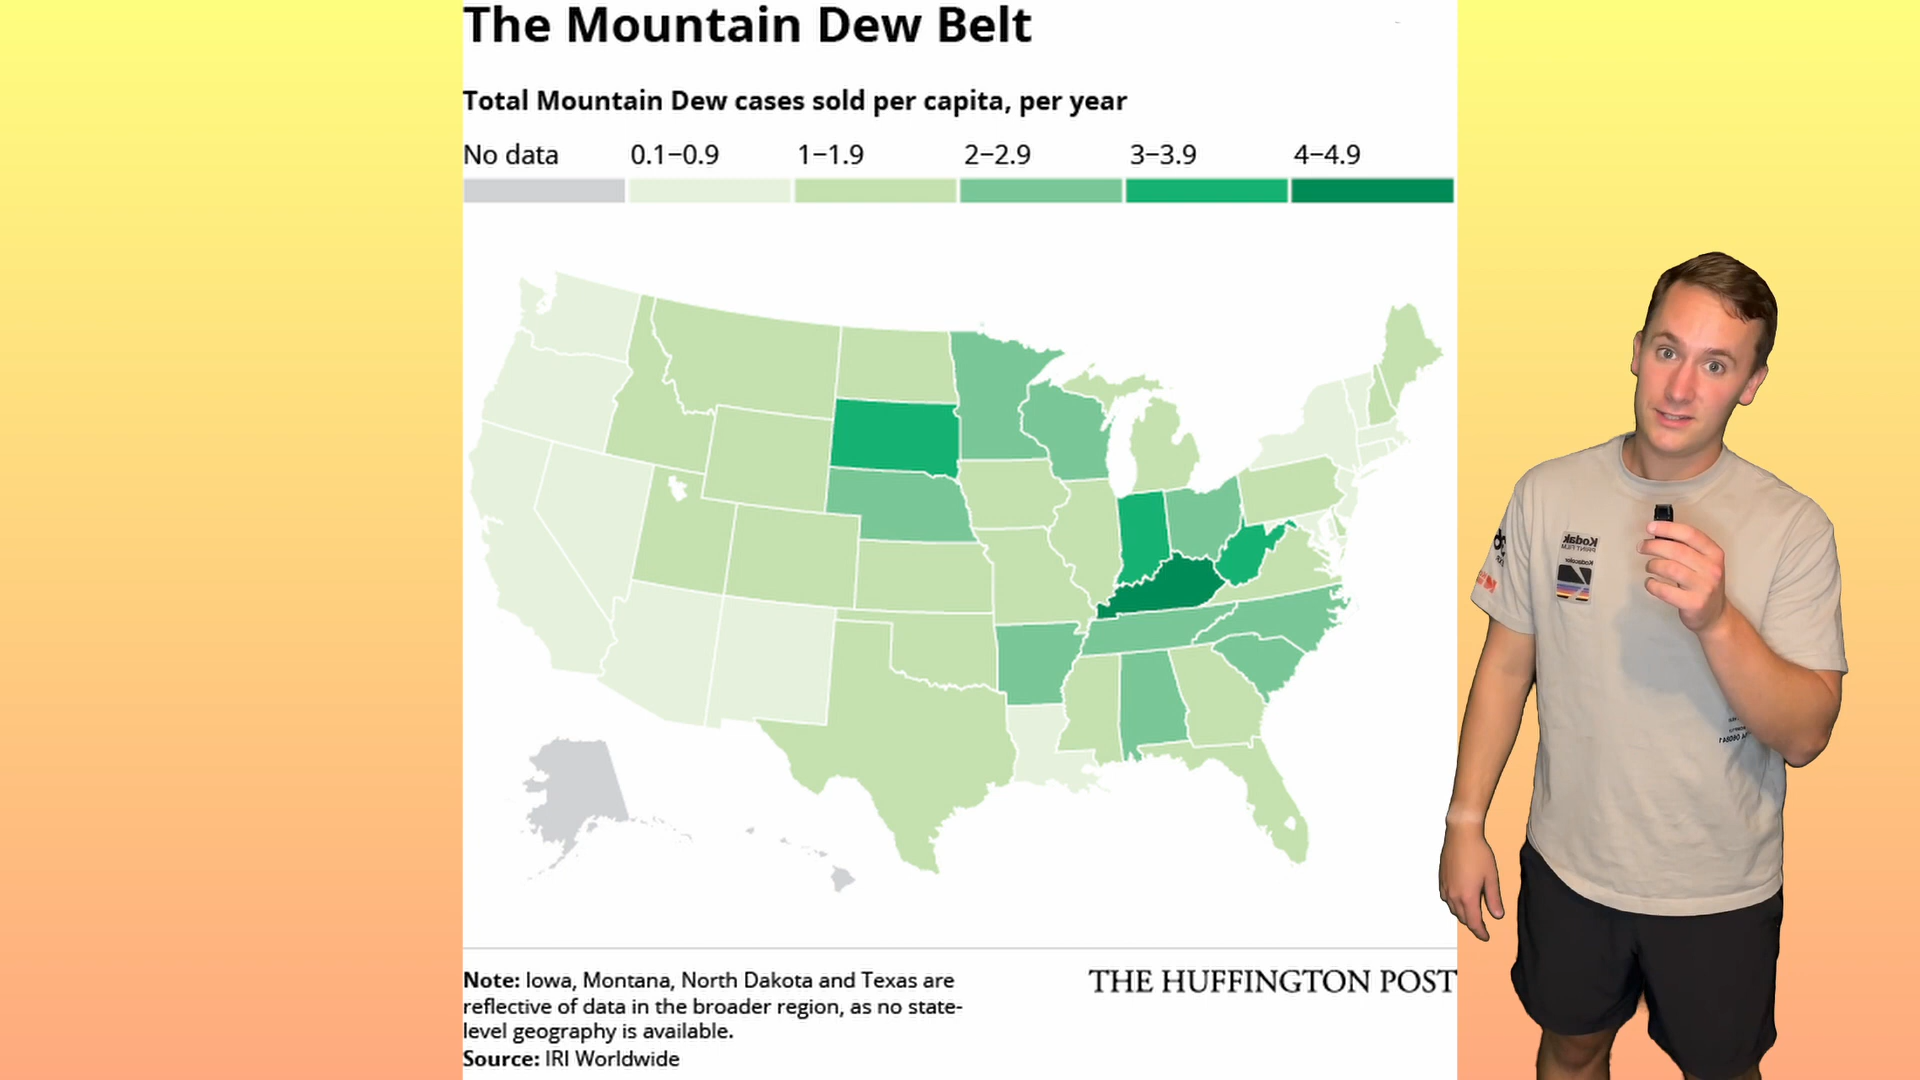 The Mountain Dew Belt
Total Mountain Dew cases sold per capita, per year
No data 0.1–0.9 1–1.9 2–2.9 3–3.9 4–4.9
Kodak
PRINT FILM
Kodacolor
THE HUFFINGTON POST
Note: Iowa, Montana, North Dakota and Texas are
reflective of data in the broader region, as no state-
level geography is available.
Source: IRI Worldwide